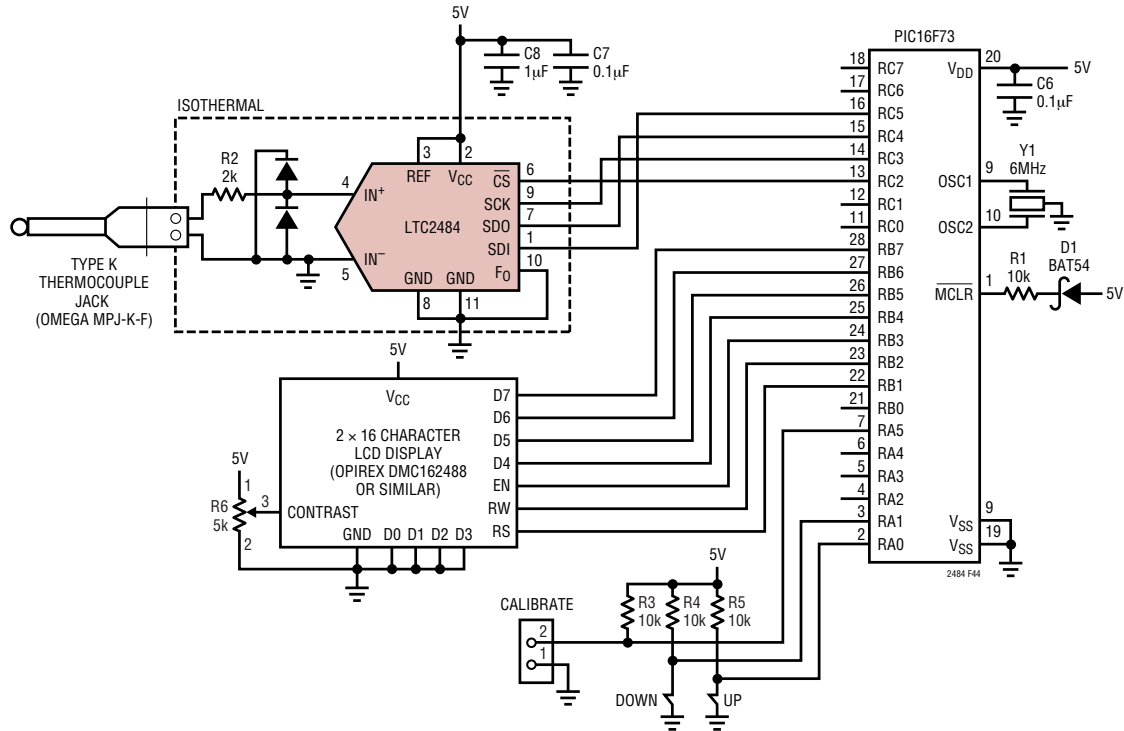 5V
C8
1µF
C7
0.1µF
ISOTHERMAL
R2
2k
3
REF
2
VCC
4
IN+
5
IN−
LTC2484
CS
6
SCK
9
SDO
7
SDI
1
FO
10
GND
8
GND
11
TYPE K
THERMOCOUPLE
JACK
(OMEGA MPJ-K-F)
PIC16F73
18 RC7
17 RC6
16 RC5
15 RC4
14 RC3
13 RC2
12 RC1
11 RC0
28 RB7
27 RB6
26 RB5
25 RB4
24 RB3
23 RB2
22 RB1
21 RB0
7 RA5
6 RA4
5 RA3
4 RA2
3 RA1
2 RA0
VDD 20
5V
C6
0.1µF
Y1
6MHz
OSC1 9
OSC2 10
MCLR 1
R1
10k
D1
BAT54
5V
VSS 9
VSS 19
2484 F44
5V
VCC
2 × 16 CHARACTER
LCD DISPLAY
(OPIREX DMC162488
OR SIMILAR)
D7
D6
D5
D4
EN
RW
RS
CONTRAST
GND D0 D1 D2 D3
5V
1
R6
5k
3
2
CALIBRATE
2
1
5V
R3
10k
R4
10k
R5
10k
DOWN
UP